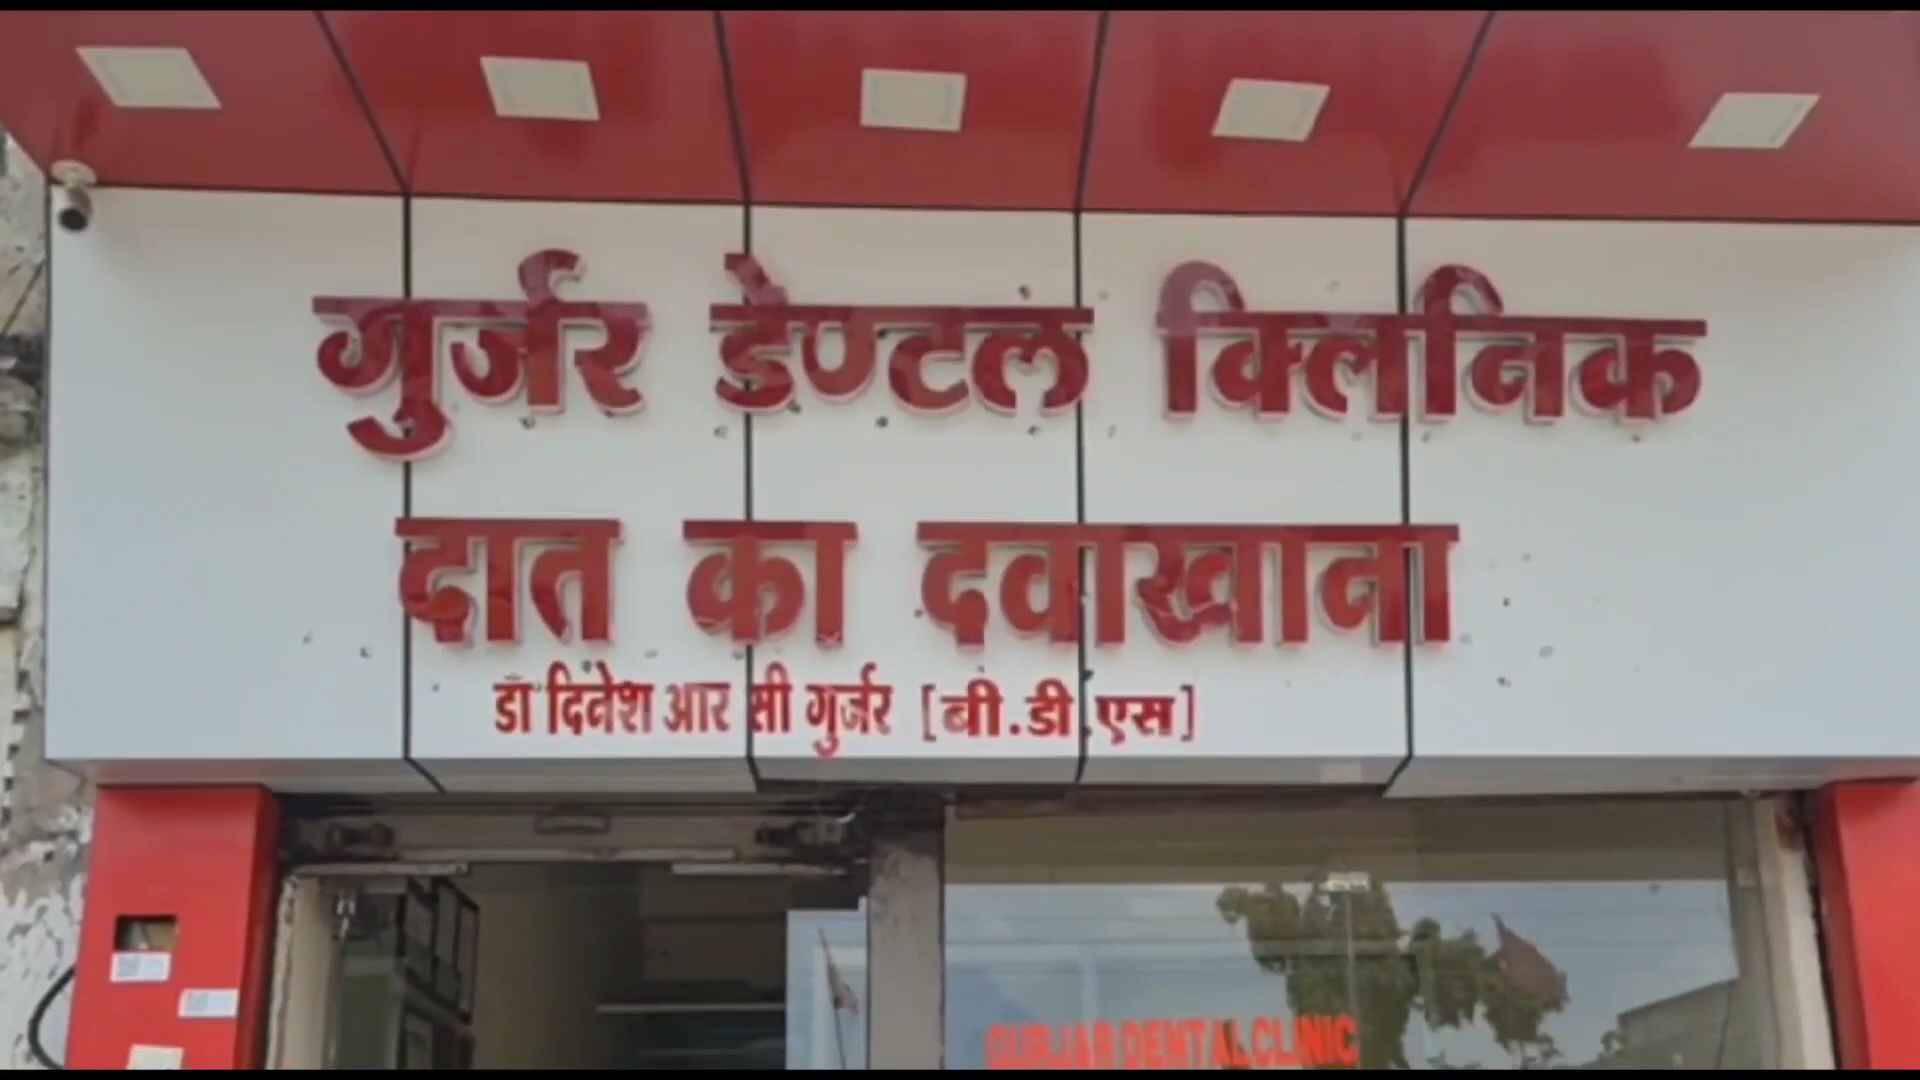 गुर्जर डेण्टल क्लिनिक
दात का दवाखाना
डॉ दिनेश आर सी गुर्जर [बी.डी.एस]
GURJAR DENTAL CLINIC